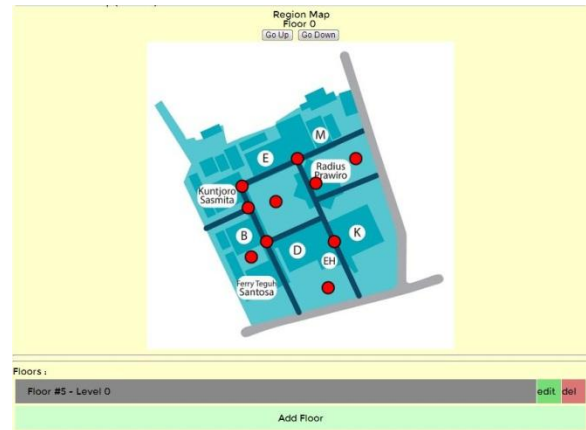 Region Map
Floor 0
Go Up Go Down
M
E
Radius
Prawiro
Kuntjoro
Sasmita
B
K
D
EH
Ferry Teguh
Santosa
Floors :
Floor #5 - Level 0 edit del
Add Floor